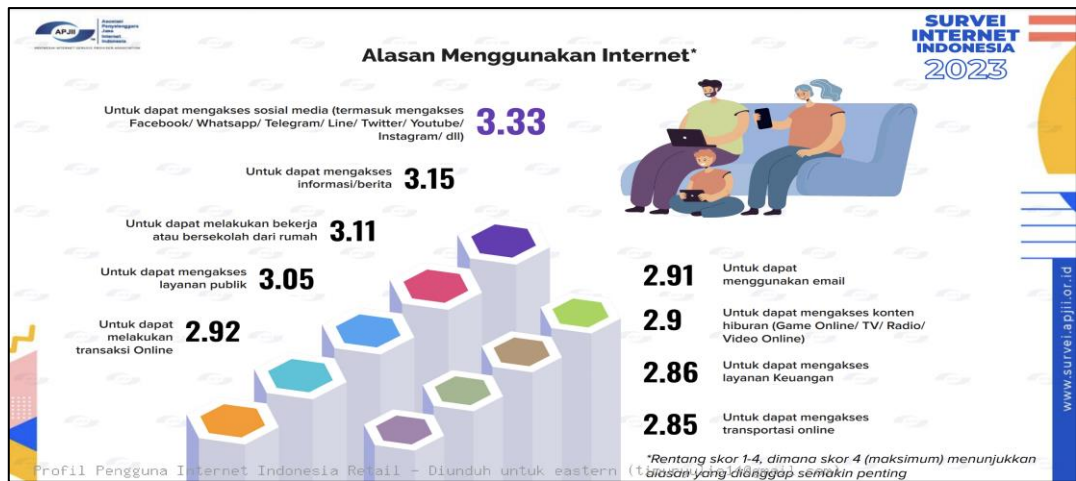 APJII
Asosiasi
Penyelenggara
Jasa
Internet
Indonesia
SURVEI
INTERNET
INDONESIA
2023
Alasan Menggunakan Internet*
Untuk dapat mengakses sosial media (termasuk mengakses
Facebook/ Whatsapp/ Telegram/ Line/ Twitter/ Youtube/
Instagram/ dll)
3.33
Untuk dapat mengakses
informasi/berita
3.15
Untuk dapat melakukan bekerja
atau bersekolah dari rumah
3.11
Untuk dapat mengakses
layanan publik
3.05
Untuk dapat
melakukan
transaksi Online
2.92
2.91
Untuk dapat
menggunakan email
2.9
Untuk dapat mengakses konten
hiburan (Game Online/ TV/ Radio/
Video Online)
2.86
Untuk dapat mengakses
layanan Keuangan
2.85
Untuk dapat mengakses
transportasi online
*Rentang skor 1-4, dimana skor 4 (maksimum) menunjukkan
alasan yang dianggap semakin penting
Profil Pengguna Internet Indonesia Retail - Diunduh untuk eastern
www.survei.apjii.or.id